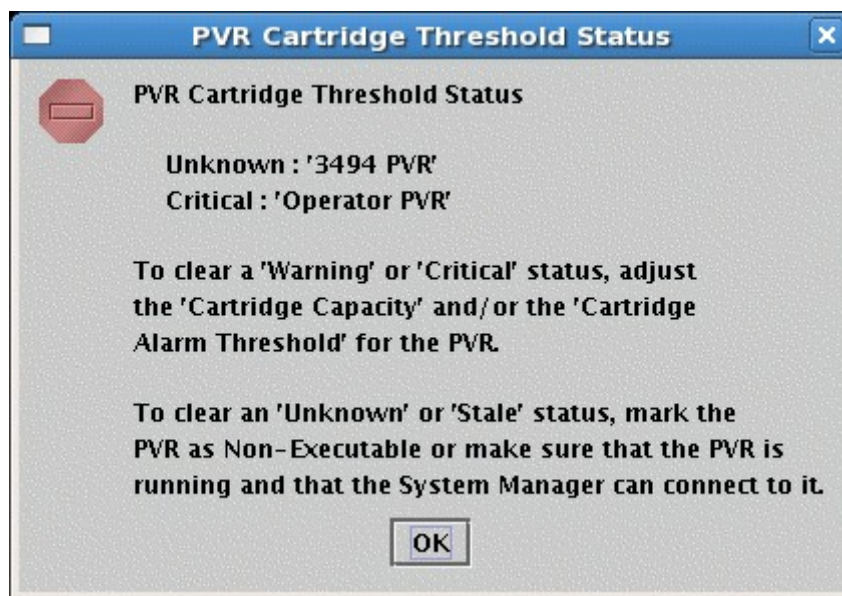 PVR Cartridge Threshold Status
PVR Cartridge Threshold Status
Unknown : '3494 PVR'
Critical : 'Operator PVR'
To clear a 'Warning' or 'Critical' status, adjust
the 'Cartridge Capacity' and/or the 'Cartridge
Alarm Threshold' for the PVR.
To clear an 'Unknown' or 'Stale' status, mark the
PVR as Non-Executable or make sure that the PVR is
running and that the System Manager can connect to it.
OK